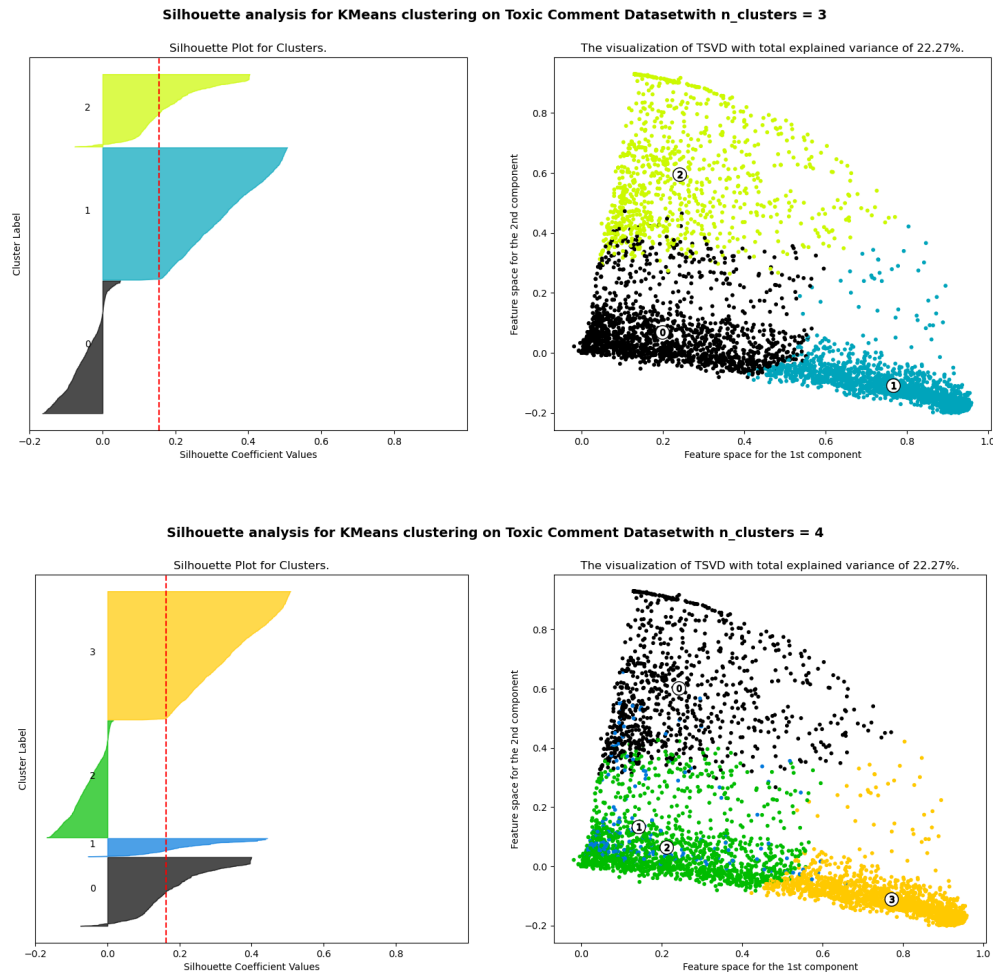 Silhouette analysis for KMeans clustering on Toxic Comment Datasetwith n_clusters = 3
Silhouette Plot for Clusters.
2
1
0
Cluster Label
−0.2 0.0 0.2 0.4 0.6 0.8
Silhouette Coefficient Values
The visualization of TSVD with total explained variance of 22.27%.
0.8
0.6
0.4
0.2
0.0
−0.2
Feature space for the 2nd component
2
0
1
0.0 0.2 0.4 0.6 0.8 1.0
Feature space for the 1st component
Silhouette analysis for KMeans clustering on Toxic Comment Datasetwith n_clusters = 4
Silhouette Plot for Clusters.
3
2
1
0
Cluster Label
−0.2 0.0 0.2 0.4 0.6 0.8
Silhouette Coefficient Values
The visualization of TSVD with total explained variance of 22.27%.
0.8
0.6
0.4
0.2
0.0
−0.2
Feature space for the 2nd component
0
1
2
3
0.0 0.2 0.4 0.6 0.8 1.0
Feature space for the 1st component